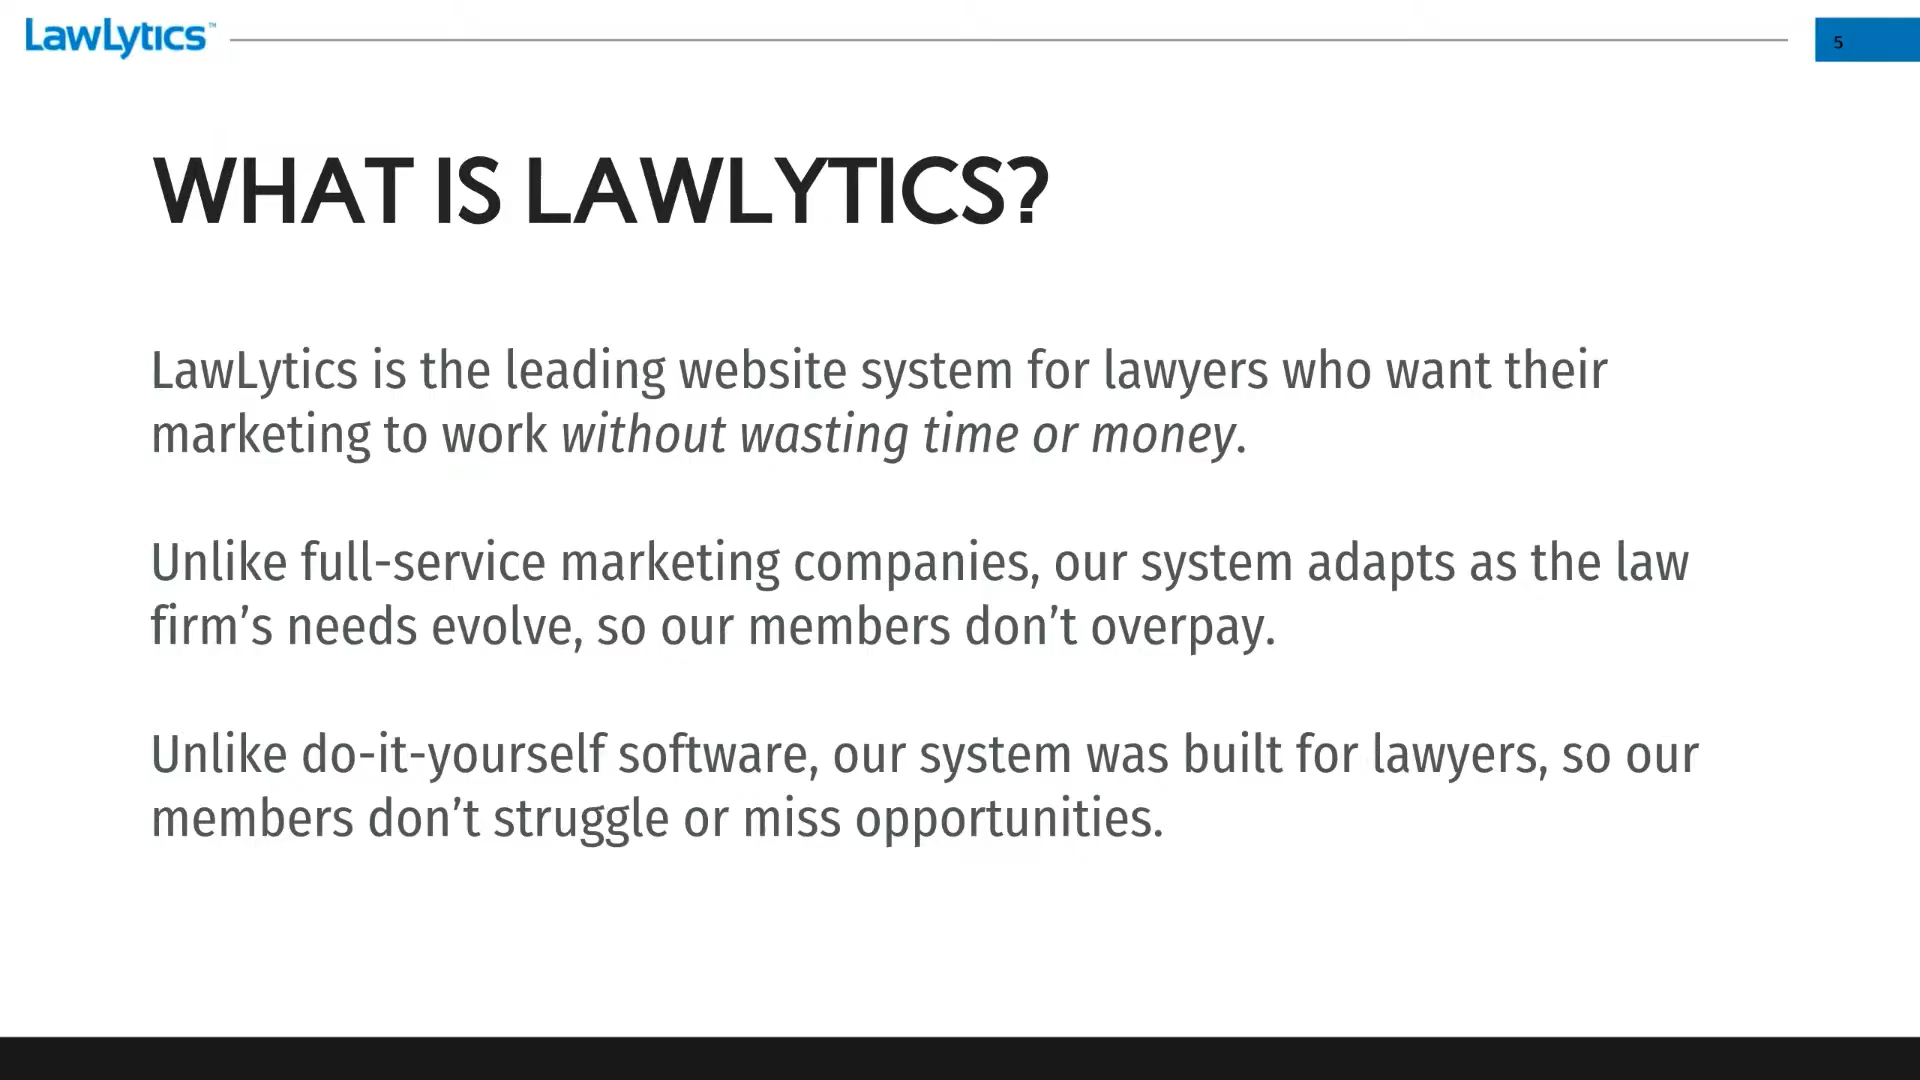 LawLytics™
5
WHAT IS LAWLYTICS?
LawLytics is the leading website system for lawyers who want their
marketing to work without wasting time or money.
Unlike full-service marketing companies, our system adapts as the law
firm’s needs evolve, so our members don’t overpay.
Unlike do-it-yourself software, our system was built for lawyers, so our
members don’t struggle or miss opportunities.